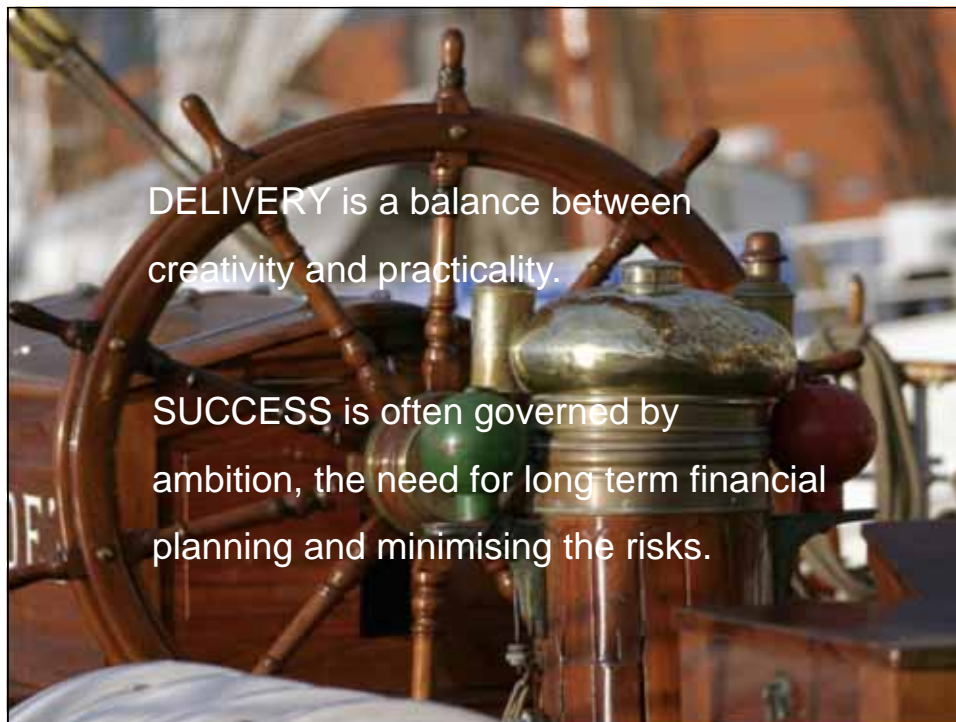 DELIVERY is a balance between
creativity and practicality.
SUCCESS is often governed by
ambition, the need for long term financial
planning and minimising the risks.